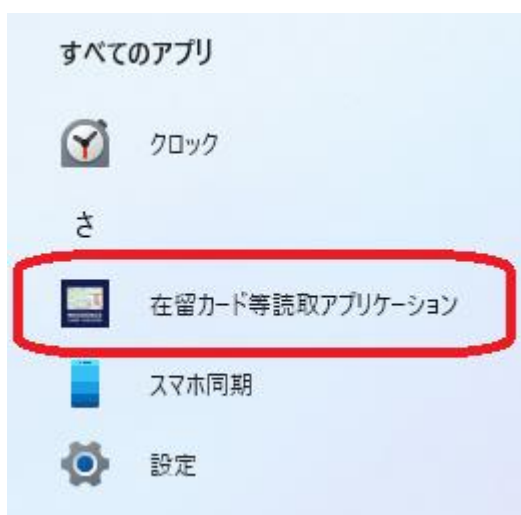 すべてのアプリ
クロック
さ
在留カード等読取アプリケーション
スマホ同期
設定